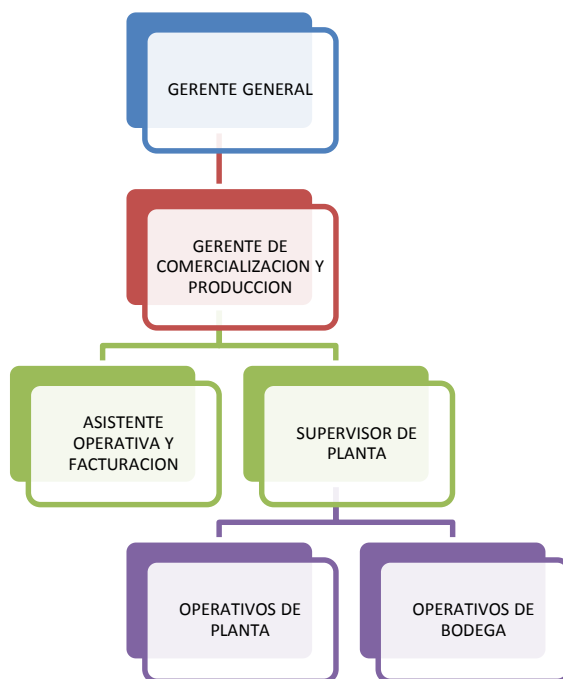 GERENTE GENERAL
GERENTE DE
COMERCIALIZACION Y
PRODUCCION
ASISTENTE
OPERATIVA Y
FACTURACION
SUPERVISOR DE
PLANTA
OPERATIVOS DE
PLANTA
OPERATIVOS DE
BODEGA